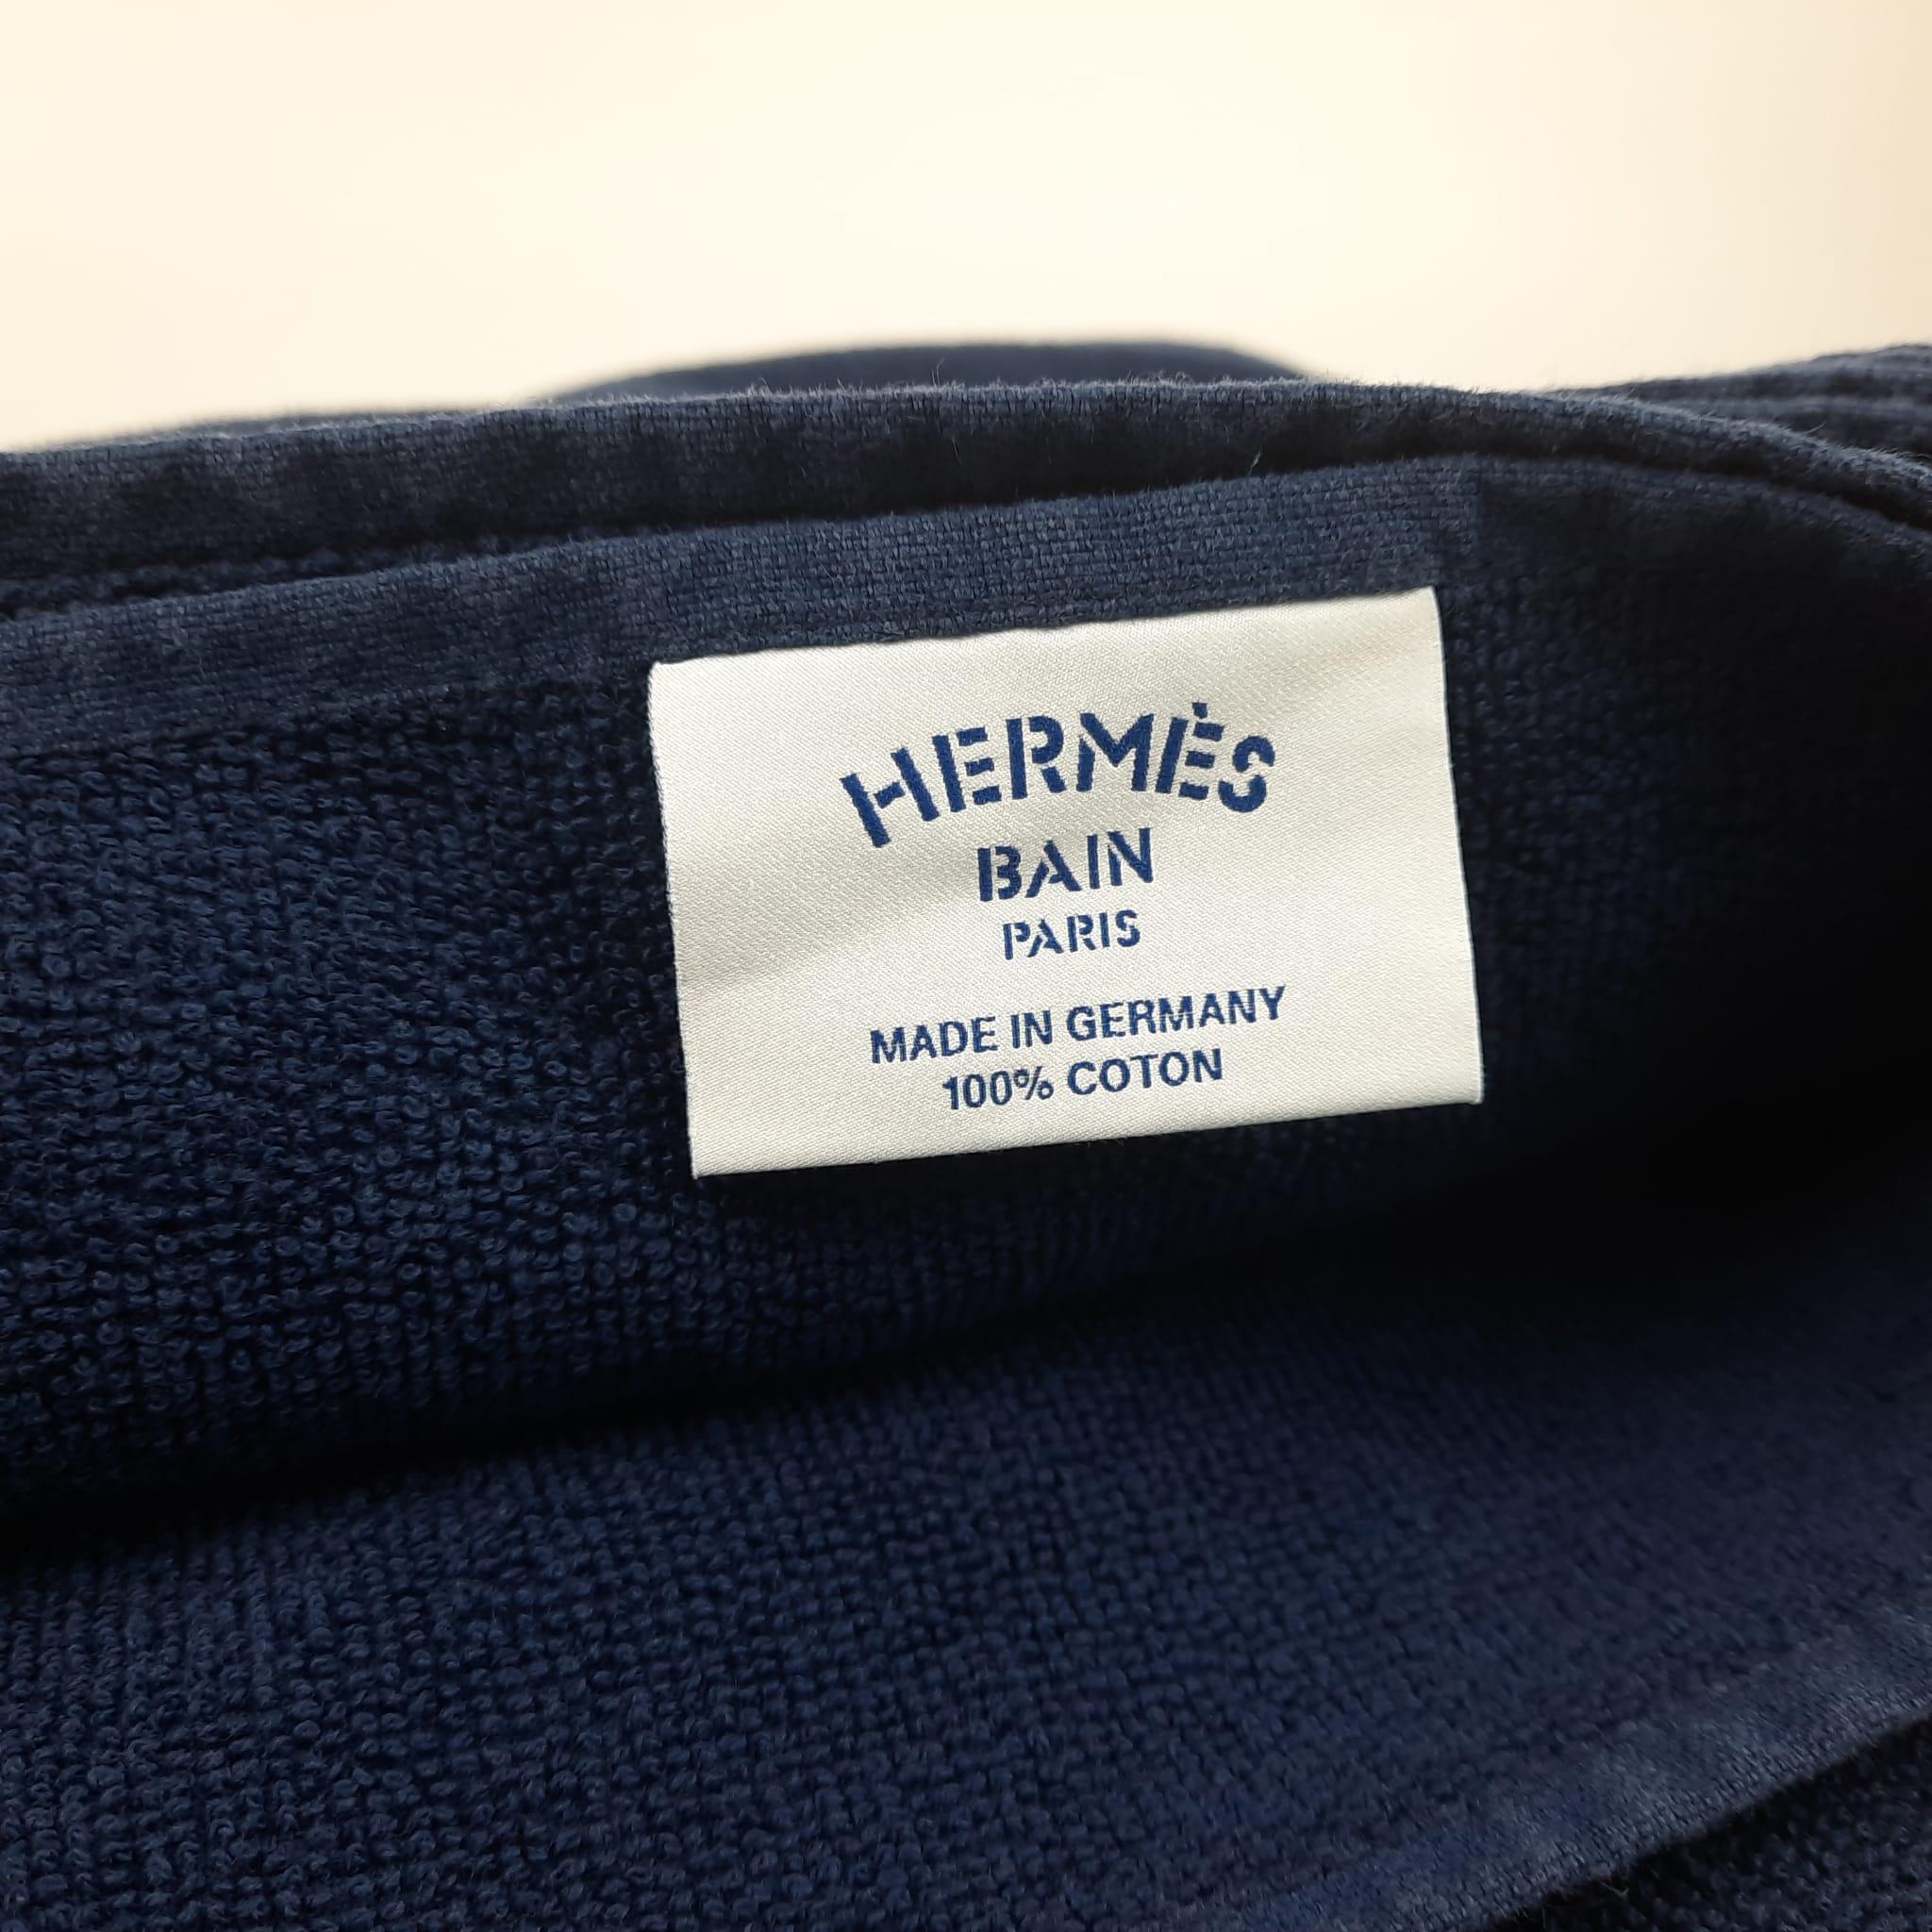 HERMÈS
BAIN
PARIS
MADE IN GERMANY
100% COTON